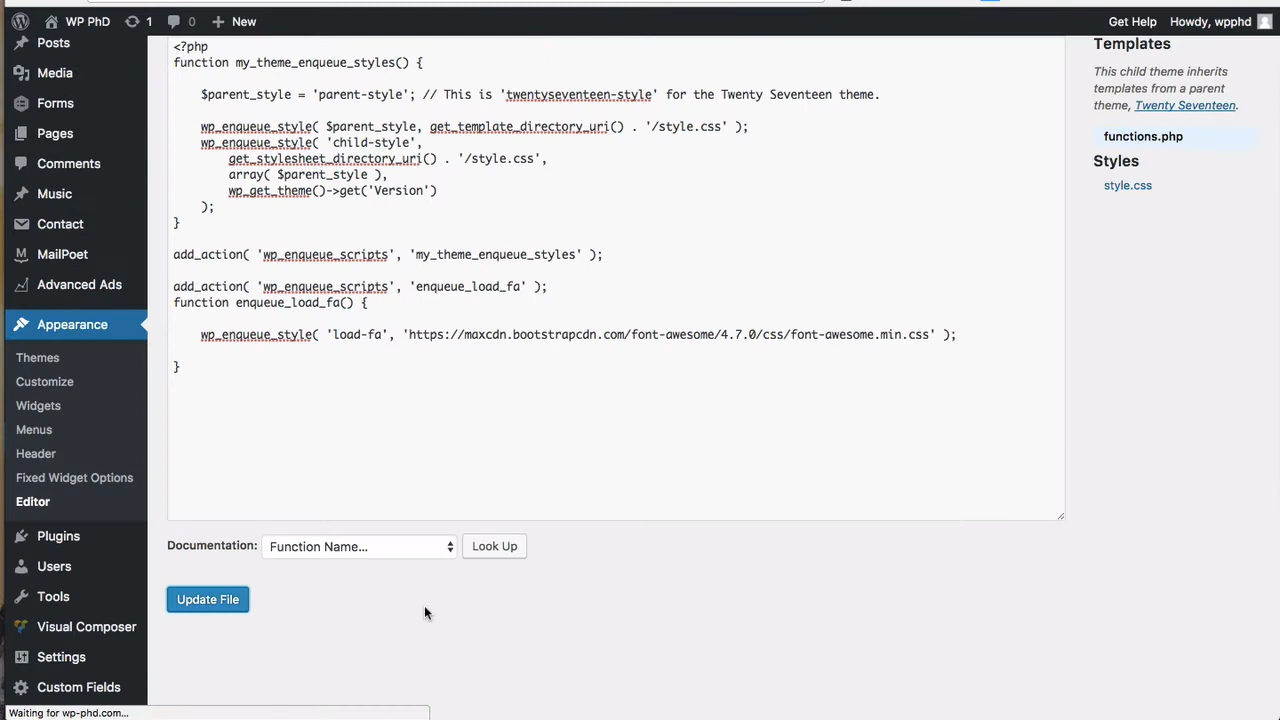 WP PhD 1 0 New Get Help Howdy, wpphd
Posts
Media
Forms
Pages
Comments
Music
Contact
MailPoet
Advanced Ads
Appearance
Themes
Customize
Widgets
Menus
Header
Fixed Widget Options
Editor
Plugins
Users
Tools
Visual Composer
Settings
Custom Fields
<?php
function my_theme_enqueue_styles() {
$parent_style = 'parent-style'; // This is 'twentyseventeen-style' for the Twenty Seventeen theme.
wp_enqueue_style( $parent_style, get_template_directory_uri() . '/style.css' );
wp_enqueue_style( 'child-style',
get_stylesheet_directory_uri() . '/style.css',
array( $parent_style ),
wp_get_theme()->get('Version')
);
}
add_action( 'wp_enqueue_scripts', 'my_theme_enqueue_styles' );
add_action( 'wp_enqueue_scripts', 'enqueue_load_fa' );
function enqueue_load_fa() {
wp_enqueue_style( 'load-fa', 'https://maxcdn.bootstrapcdn.com/font-awesome/4.7.0/css/font-awesome.min.css' );
}
Documentation: Function Name... Look Up
Update File
Templates
This child theme inherits
templates from a parent
theme, Twenty Seventeen.
functions.php
Styles
style.css
Waiting for wp-phd.com...